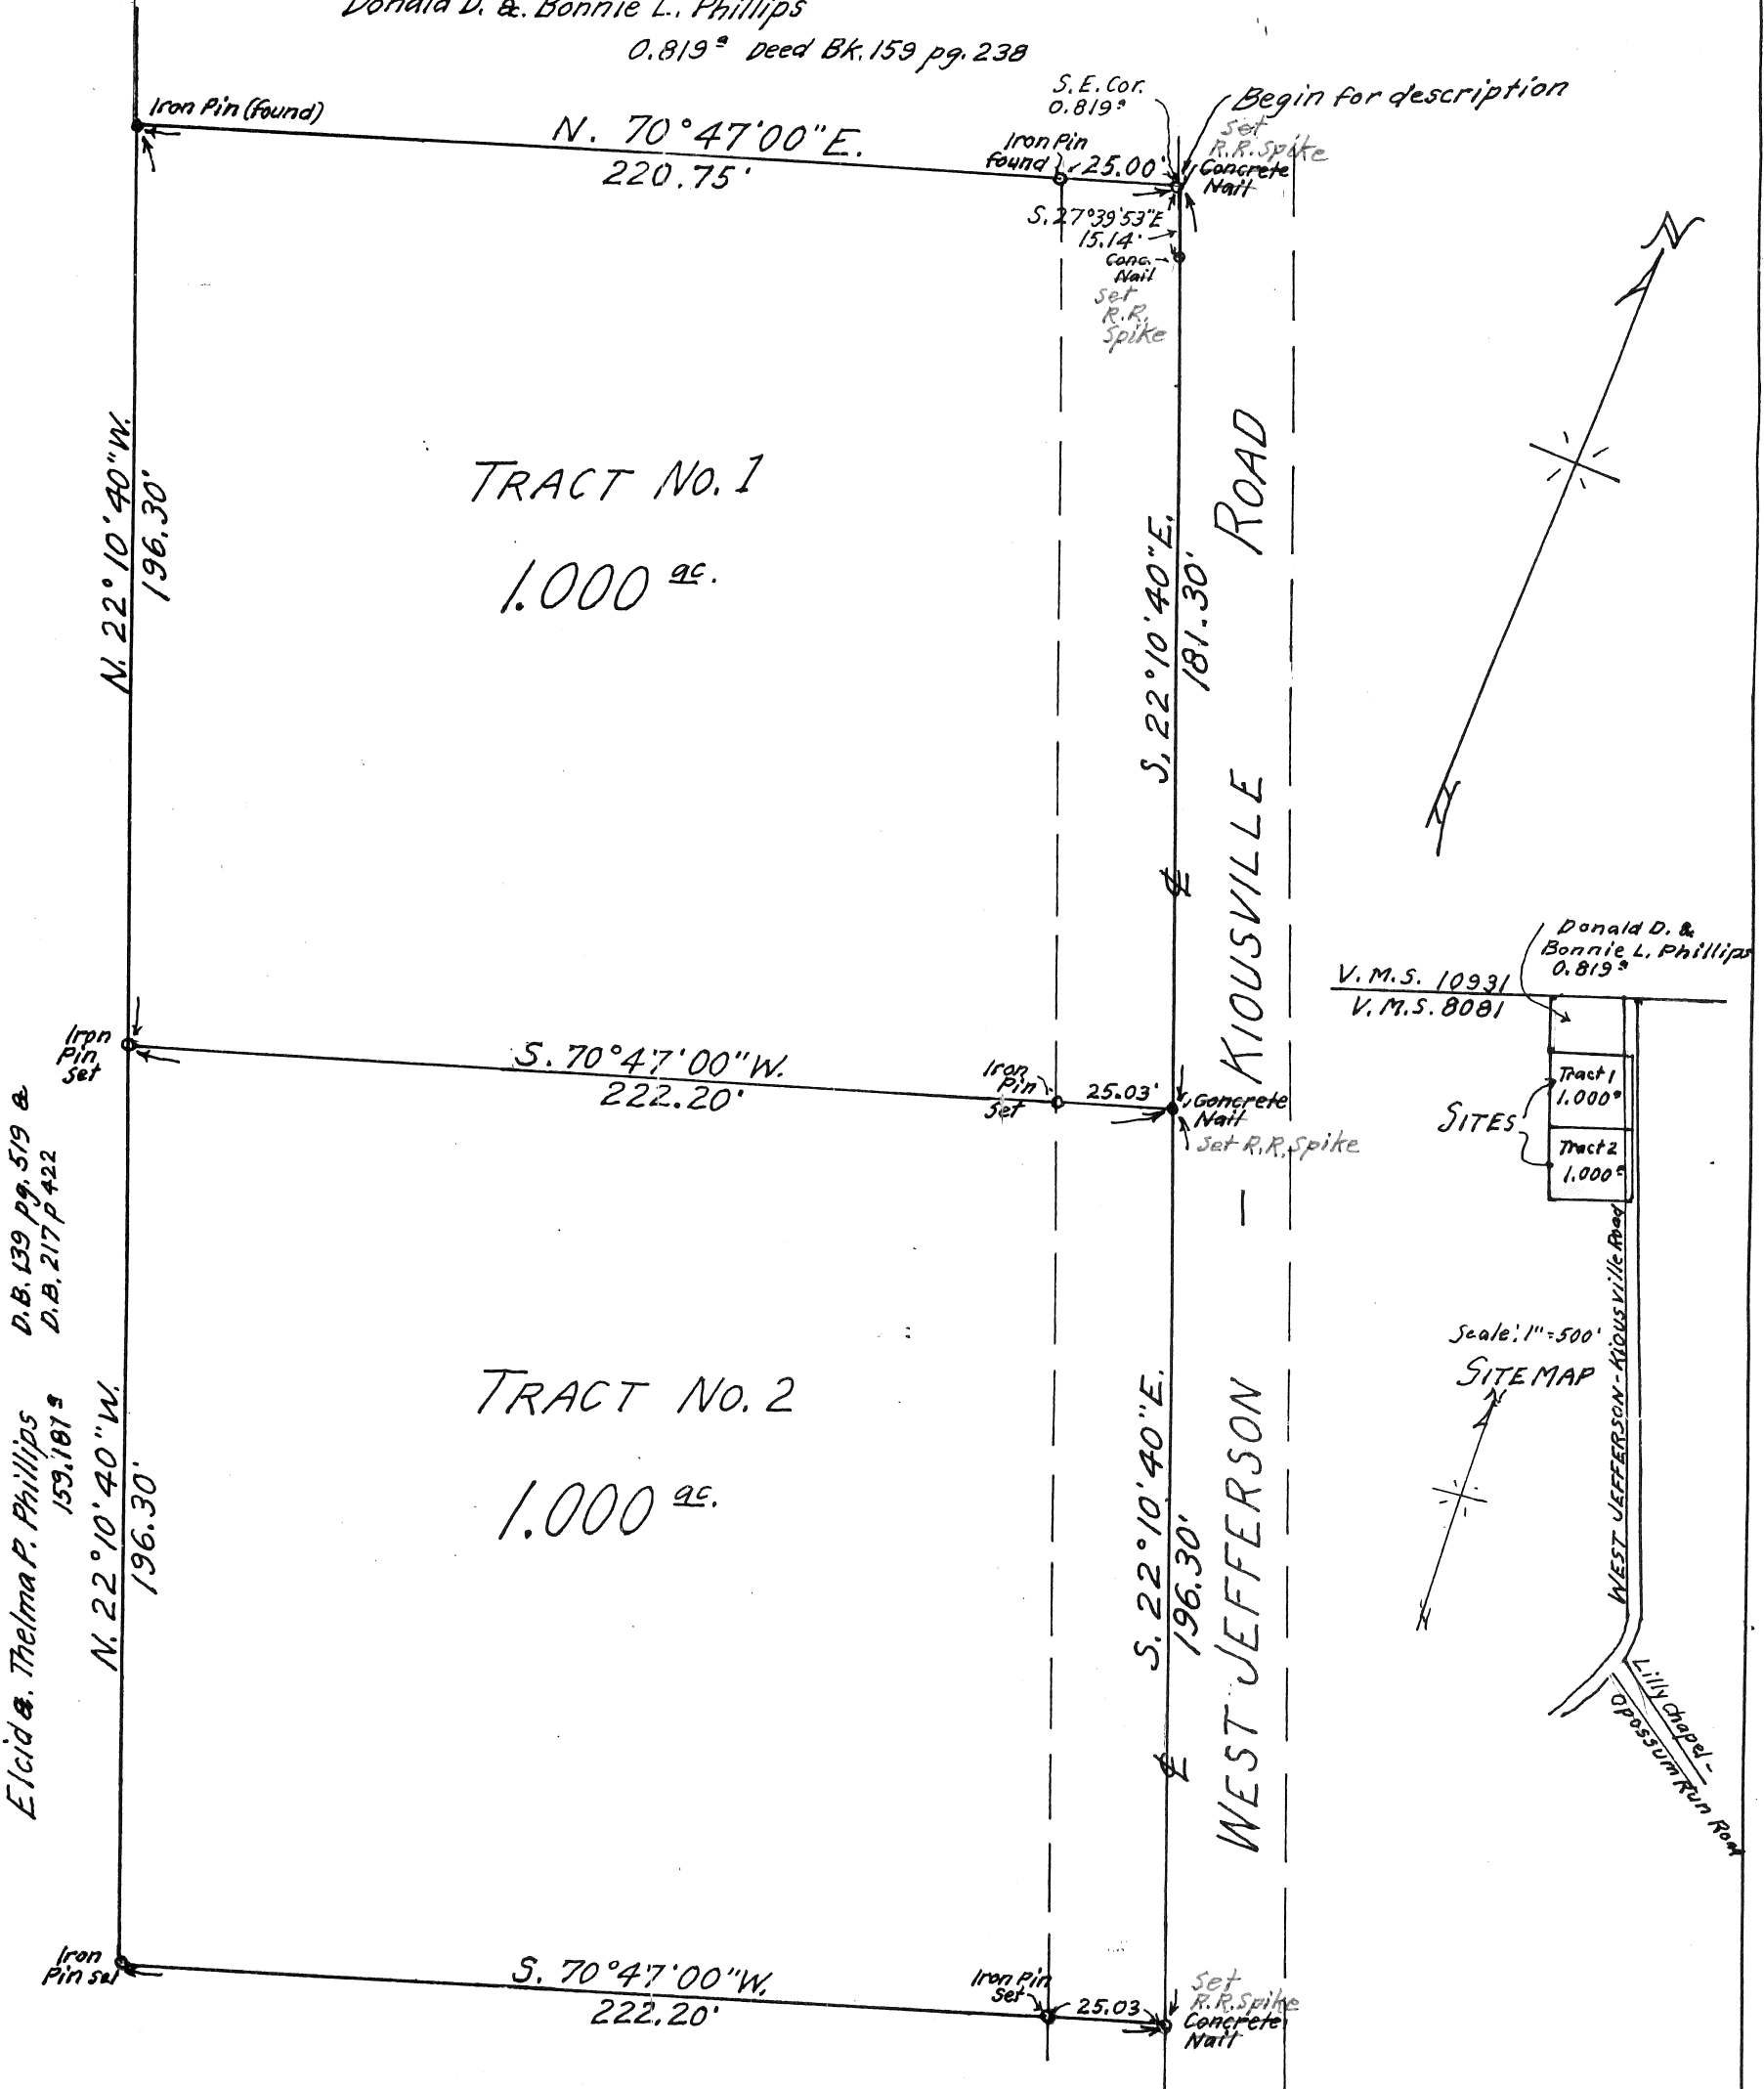 Donald D. & Bonnie L. Phillips
0.819ᵃ Deed Bk. 159 pg. 238
Iron Pin (found)
N. 70°47'00"E.
220.75'
Iron Pin
found
25.00'
S.E. Cor.
0.819ᵃ
Begin for description
set
R.R. Spike
Concrete
Nail
S. 27°39'53"E
15.14'
Conc.
Nail
set
R.R.
Spike
N. 22°10'40"W.
196.30'
TRACT No. 1
1.000 ac.
S. 22°10'40"E.
181.30'
℄
WEST JEFFERSON - KIOUSVILLE ROAD
N
Iron
Pin
Set
S. 70°47'00"W.
222.20'
Iron
Pin
Set
25.03'
Concrete
Nail
Set R.R. Spike
Elcid & Thelma P. Phillips
159.187ᵃ
D.B. 139 pg. 519 &
D.B. 217 P 422
N. 22°10'40"W.
196.30'
TRACT No. 2
1.000 ac.
S. 22°10'40"E.
196.30'
℄
Iron
Pin set
S. 70°47'00"W.
222.20'
Iron Pin
Set
25.03
Set
R.R. Spike
Concrete
Nail
Donald D. &
Bonnie L. Phillips
0.819ᵃ
V.M.S. 10931
V.M.S. 8081
SITES
Tract 1
1.000ᵃ
Tract 2
1.000ᵃ
Scale: 1"=500'
SITE MAP
N
WEST JEFFERSON-KIOUSVILLE Road
Lilly Chapel-
Opossum Run Road